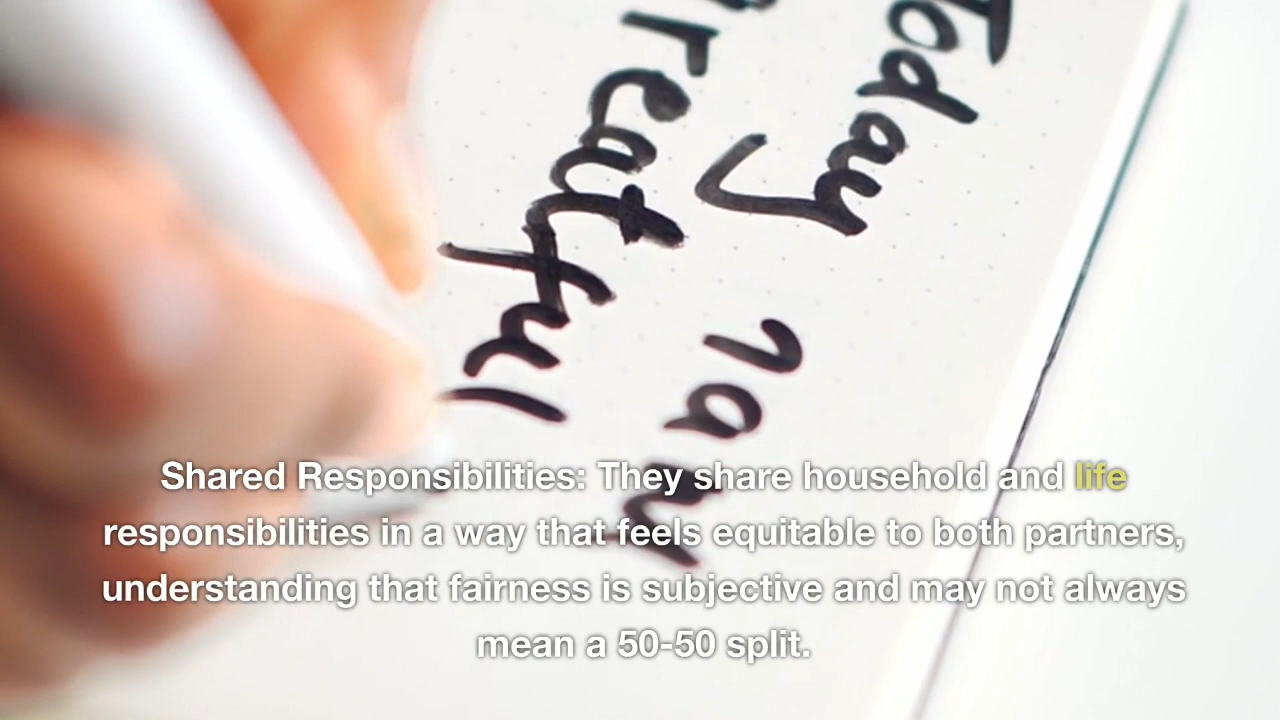 Today
greatful
Shared Responsibilities: They share household and life
responsibilities in a way that feels equitable to both partners,
understanding that fairness is subjective and may not always
mean a 50-50 split.